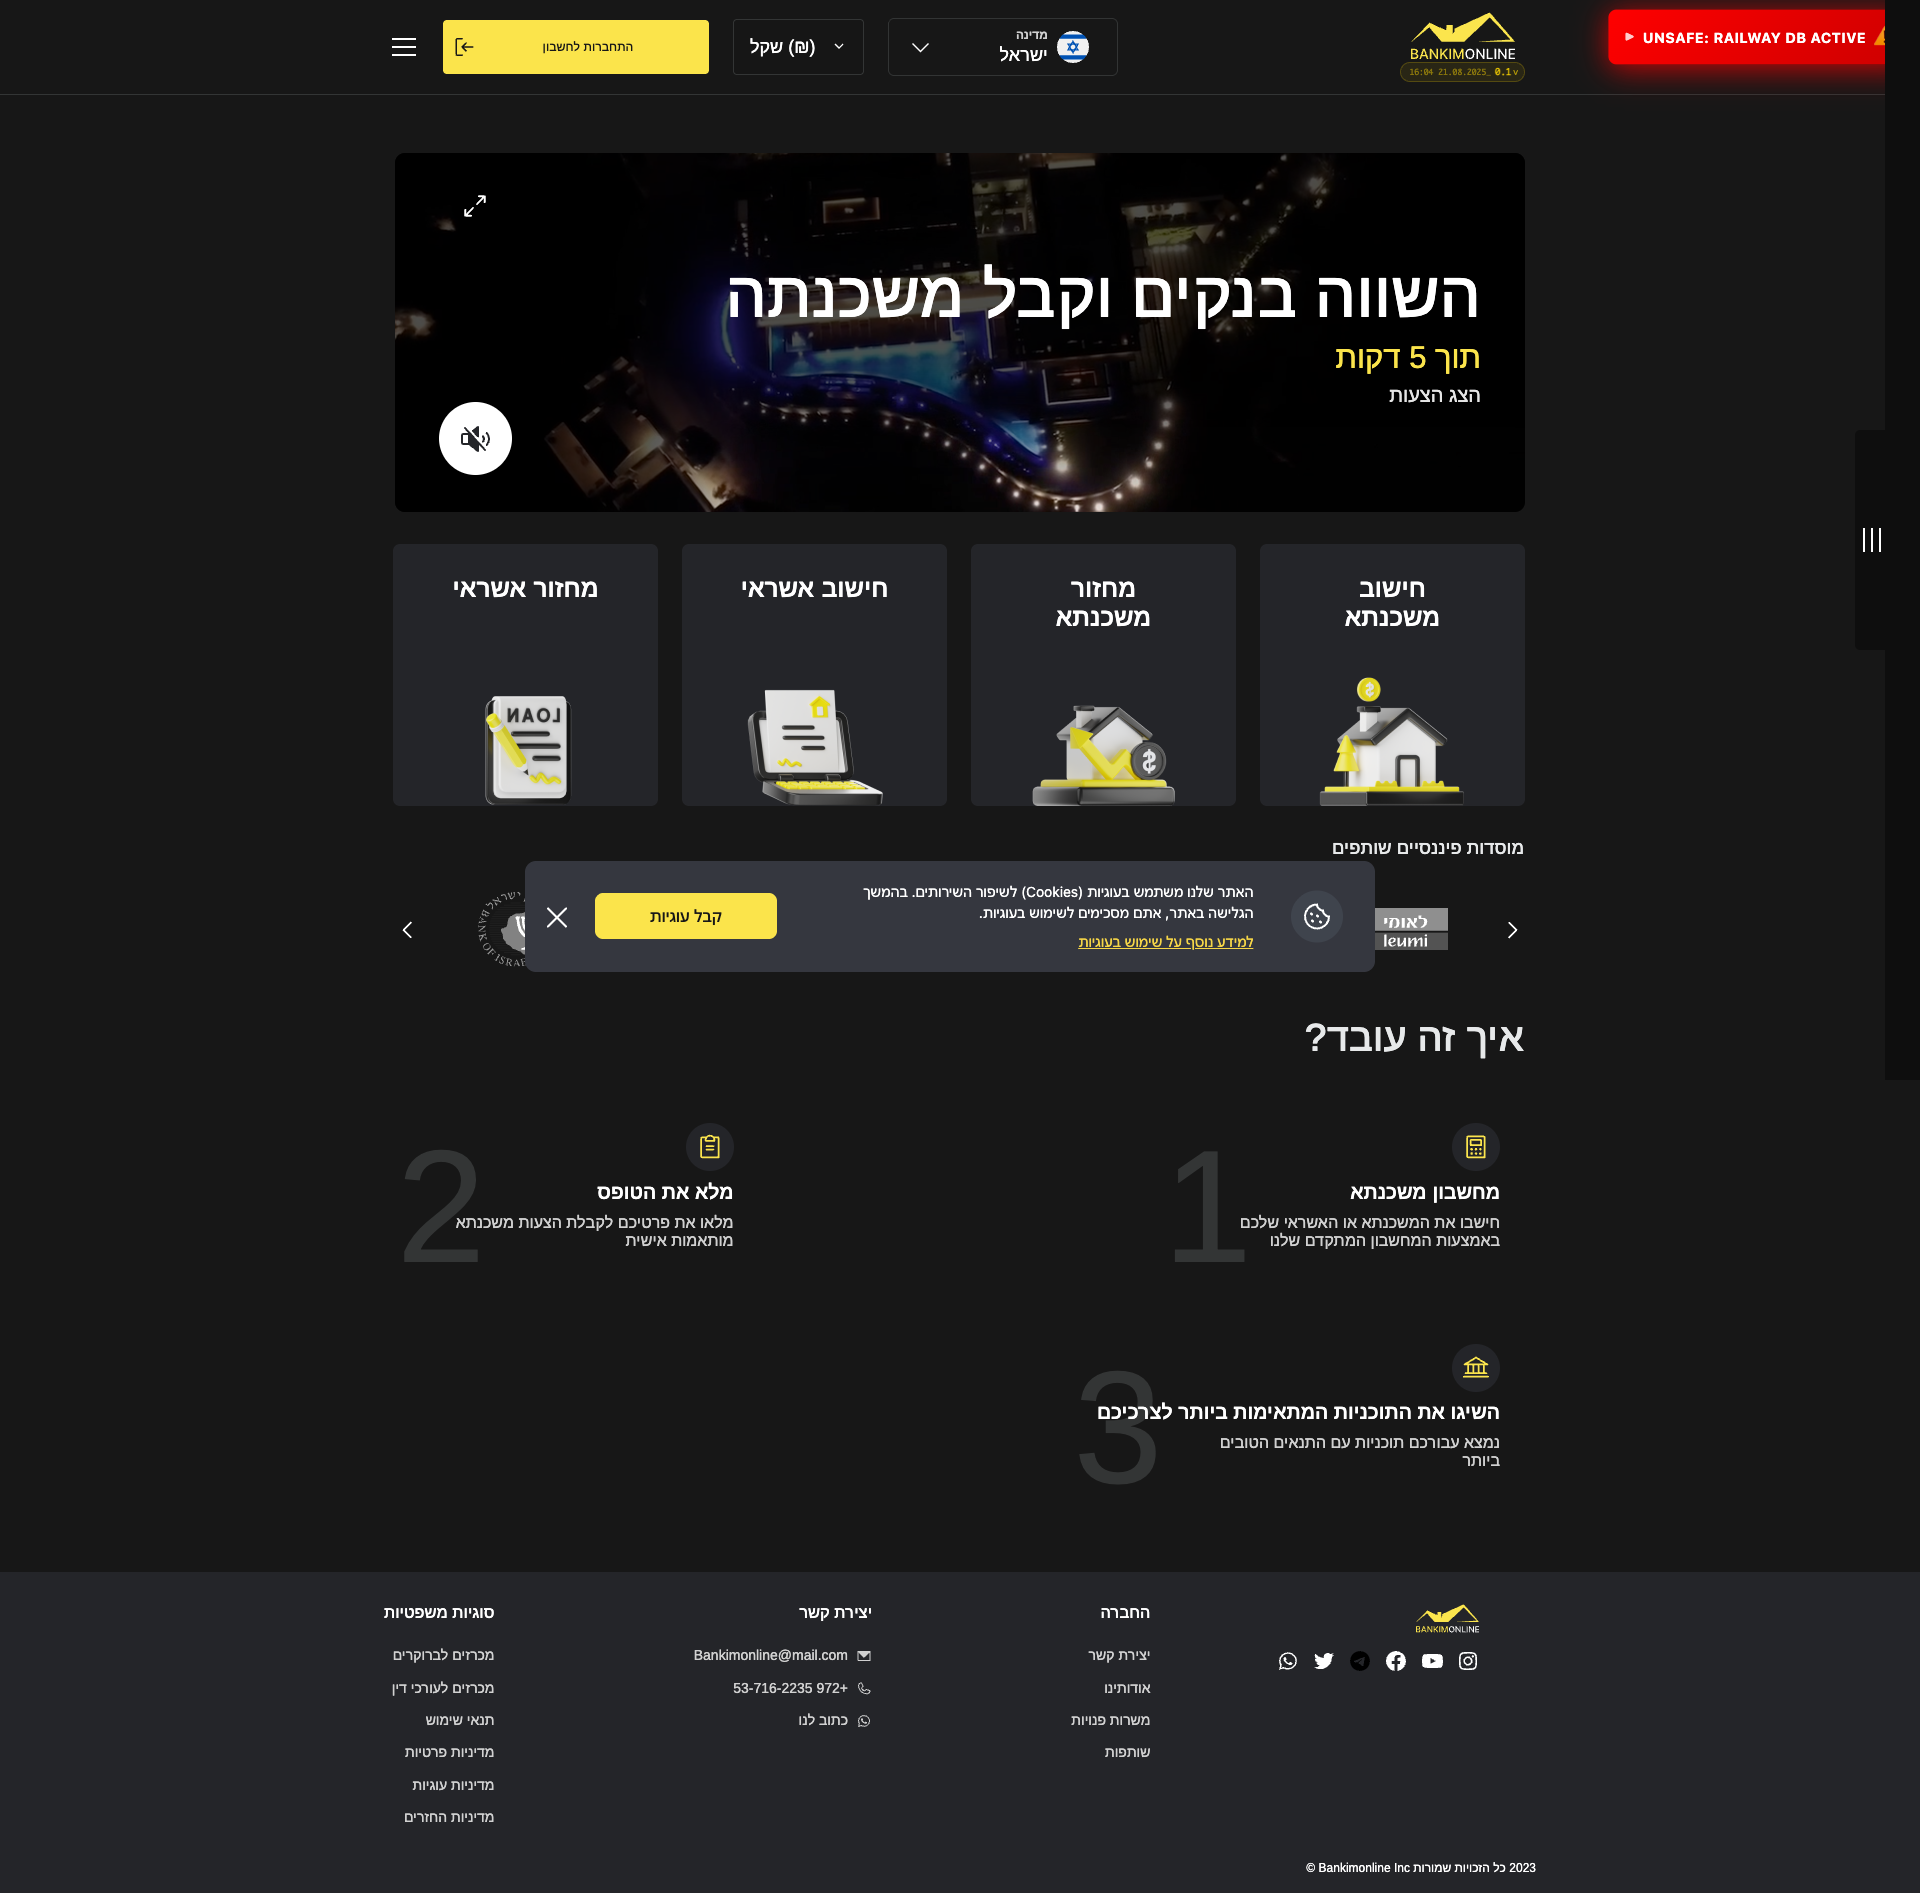 UNSAFE: RAILWAY DB ACTIVE
BANKIMONLINE
v 0.1 _21.08.2025 16:04
מדינה
ישראל
שקל (₪)
התחברות לחשבון
השווה בנקים וקבל משכנתה
תוך 5 דקות
הצג הצעות
חישוב
משכנתא
מחזור
משכנתא
חישוב אשראי
מחזור אשראי
LOAN
מוסדות פיננסיים שותפים
לאומי
leumi
האתר שלנו משתמש בעוגיות (Cookies) לשיפור השירותים. בהמשך
הגלישה באתר, אתם מסכימים לשימוש בעוגיות.
למידע נוסף על שימוש בעוגיות
קבל עוגיות
איך זה עובד?
1
מחשבון משכנתא
חישבו את המשכנתא או האשראי שלכם
באמצעות המחשבון המתקדם שלנו
2
מלא את הטופס
מלאו את פרטיכם לקבלת הצעות משכנתא
מותאמות אישית
3
השיגו את התוכניות המתאימות ביותר לצרכיכם
נמצא עבורכם תוכניות עם התנאים הטובים
ביותר
BANKIMONLINE
החברה
יצירת קשר
אודותינו
משרות פנויות
שותפות
יצירת קשר
Bankimonline@mail.com
53-716-2235 972+
כתוב לנו
סוגיות משפטיות
מכרזים לברוקרים
מכרזים לעורכי דין
תנאי שימוש
מדיניות פרטיות
מדיניות עוגיות
מדיניות החזרים
2023 כל הזכויות שמורות Bankimonline Inc ©